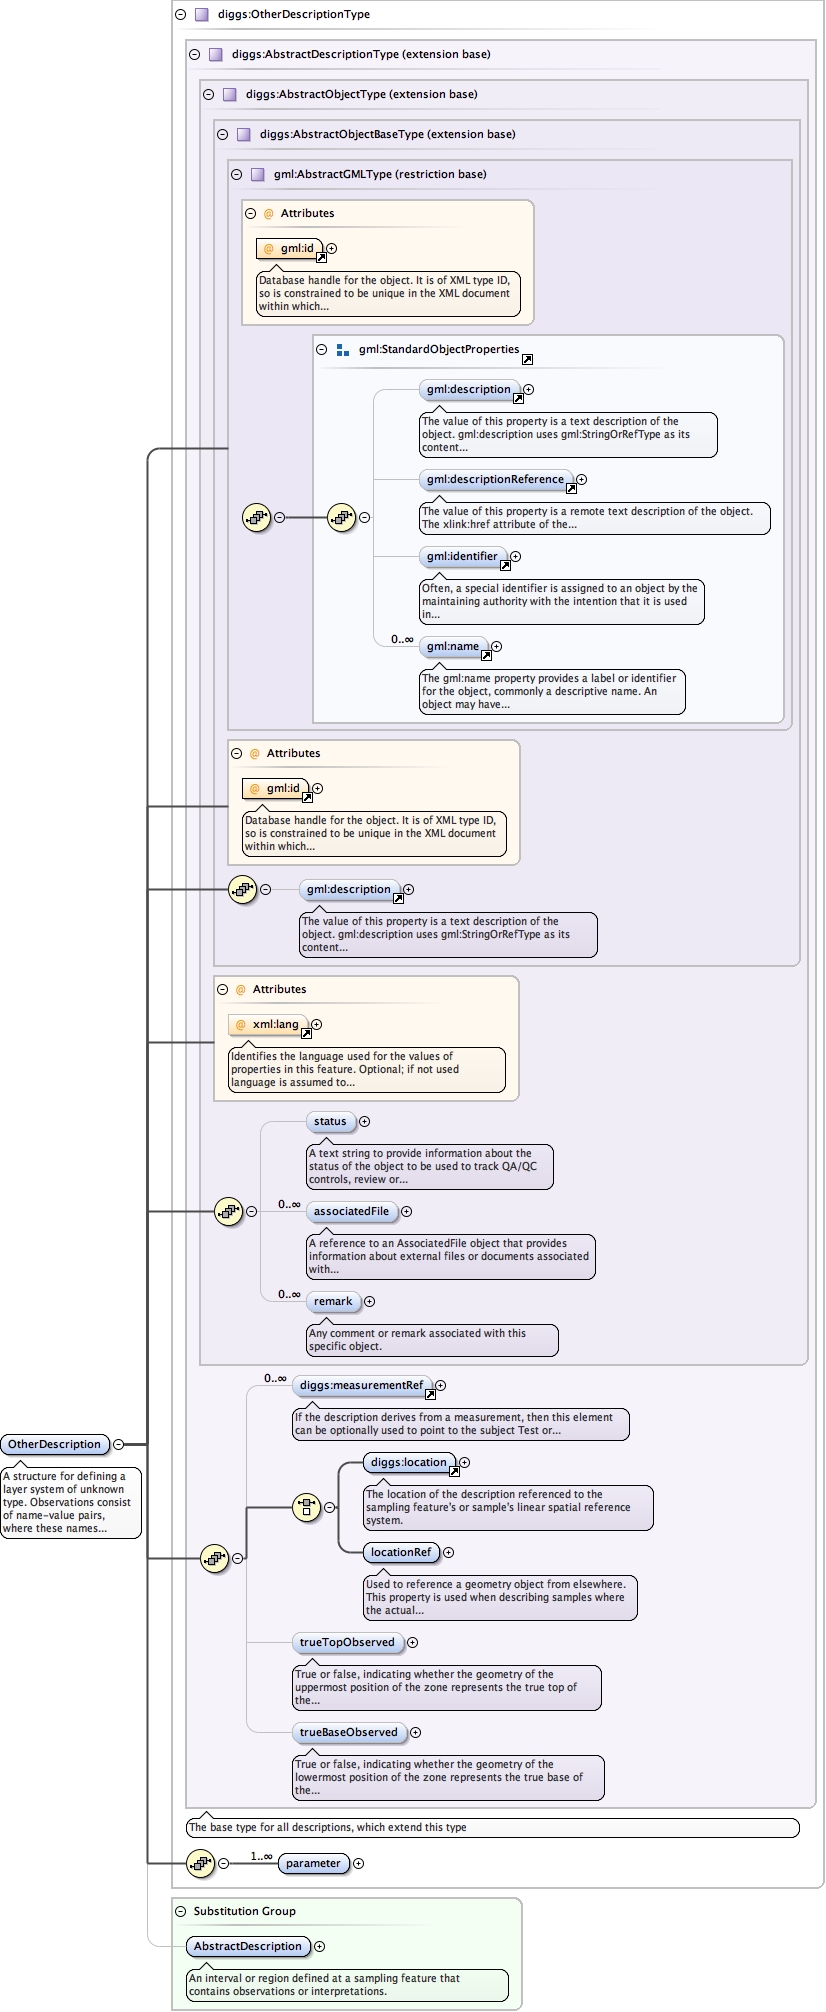 diggs:OtherDescriptionType
diggs:AbstractDescriptionType (extension base)
diggs:AbstractObjectType (extension base)
diggs:AbstractObjectBaseType (extension base)
gml:AbstractGMLType (restriction base)
@ Attributes
@ gml:id
Database handle for the object. It is of XML type ID,
so is constrained to be unique in the XML document
within which...
gml:StandardObjectProperties
gml:description
The value of this property is a text description of the
object. gml:description uses gml:StringOrRefType as its
content...
gml:descriptionReference
The value of this property is a remote text description of the object.
The xlink:href attribute of the...
gml:identifier
Often, a special identifier is assigned to an object by the
maintaining authority with the intention that it is used
in...
0..∞
gml:name
The gml:name property provides a label or identifier
for the object, commonly a descriptive name. An
object may have...
@ Attributes
@ gml:id
Database handle for the object. It is of XML type ID,
so is constrained to be unique in the XML document
within which...
gml:description
The value of this property is a text description of the
object. gml:description uses gml:StringOrRefType as its
content...
@ Attributes
@ xml:lang
Identifies the language used for the values of
properties in this feature. Optional; if not used
language is assumed to...
status
A text string to provide information about the
status of the object to be used to track QA/QC
controls, review or...
0..∞
associatedFile
A reference to an AssociatedFile object that provides
information about external files or documents associated
with...
0..∞
remark
Any comment or remark associated with this
specific object.
0..∞
diggs:measurementRef
If the description derives from a measurement, then this element
can be optionally used to point to the subject Test or...
OtherDescription
A structure for defining a
layer system of unknown
type. Observations consist
of name-value pairs,
where these names...
diggs:location
The location of the description referenced to the
sampling feature's or sample's linear spatial reference
system.
locationRef
Used to reference a geometry object from elsewhere.
This property is used when describing samples where
the actual...
trueTopObserved
True or false, indicating whether the geometry of the
uppermost position of the zone represents the true top of
the...
trueBaseObserved
True or false, indicating whether the geometry of the
lowermost position of the zone represents the true base of
the...
The base type for all descriptions, which extend this type
1..∞
parameter
Substitution Group
AbstractDescription
An interval or region defined at a sampling feature that
contains observations or interpretations.